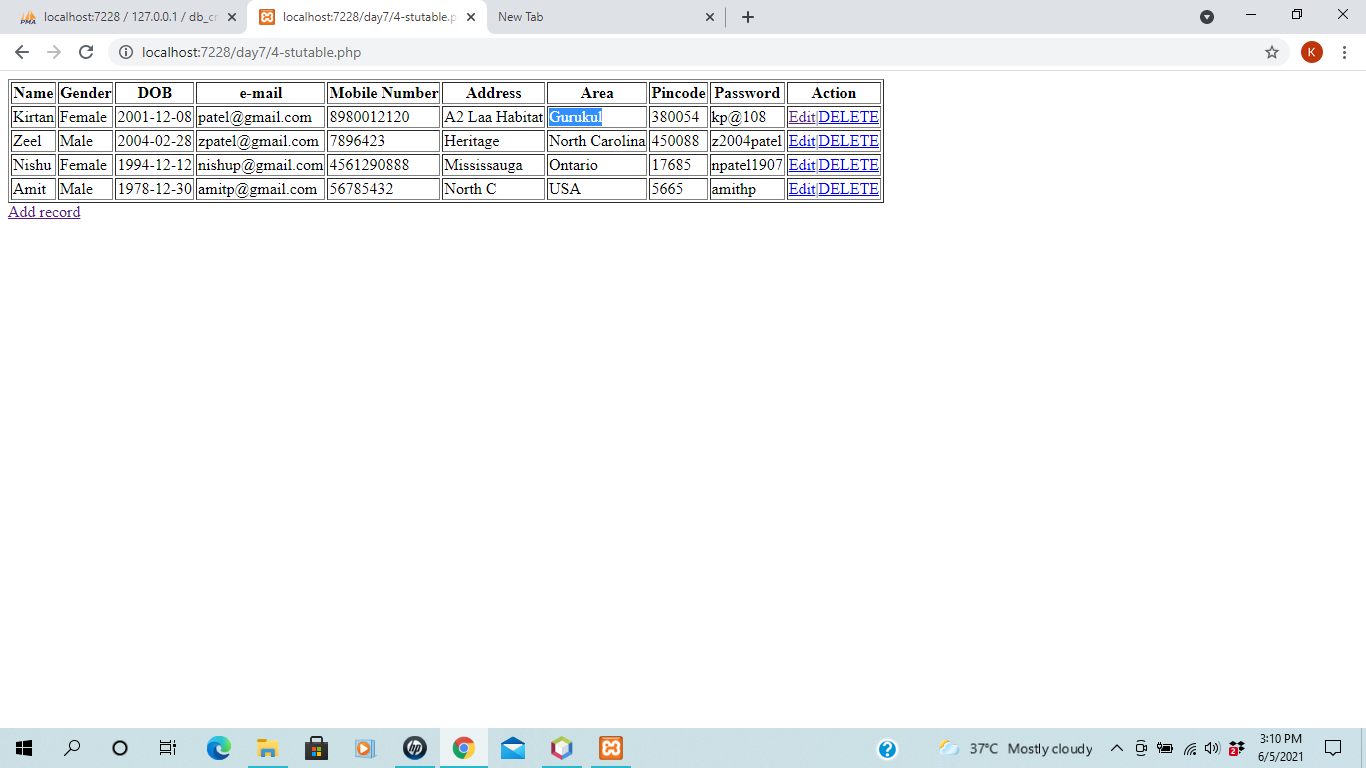 localhost:7228 / 127.0.0.1 / db_cr
localhost:7228/day7/4-stutable.p
New Tab
localhost:7228/day7/4-stutable.php
K
Name Gender DOB e-mail Mobile Number Address Area Pincode Password Action
Kirtan Female 2001-12-08 patel@gmail.com 8980012120 A2 Laa Habitat Gurukul 380054 kp@108 Edit|DELETE
Zeel Male 2004-02-28 zpatel@gmail.com 7896423 Heritage North Carolina 450088 z2004patel Edit|DELETE
Nishu Female 1994-12-12 nishup@gmail.com 4561290888 Mississauga Ontario 17685 npatel1907 Edit|DELETE
Amit Male 1978-12-30 amitp@gmail.com 56785432 North C USA 5665 amithp Edit|DELETE
Add record
37°C Mostly cloudy
3:10 PM
6/5/2021